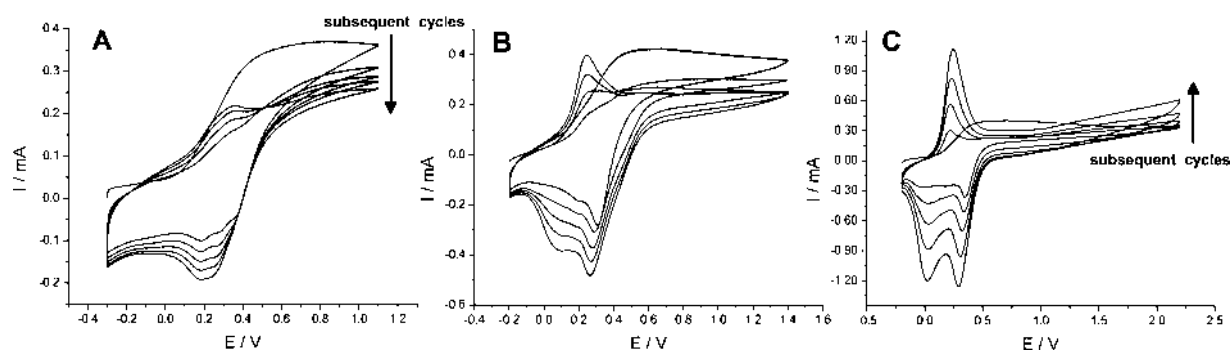 subsequent cycles
A
B
C
0.4
0.3
0.2
0.1
0.0
-0.1
-0.2
I / mA
-0.4 -0.2 0.0 0.2 0.4 0.6 0.8 1.0 1.2
E / V
0.4
0.2
0.0
-0.2
-0.4
-0.6
I / mA
-0.4 -0.2 0.0 0.2 0.4 0.6 0.8 1.0 1.2 1.4 1.6
E / V
1.20
0.90
0.60
0.30
0.00
-0.30
-0.60
-0.90
-1.20
I / mA
subsequent cycles
0.5 0.0 0.5 1.0 1.5 2.0 2.5
E / V